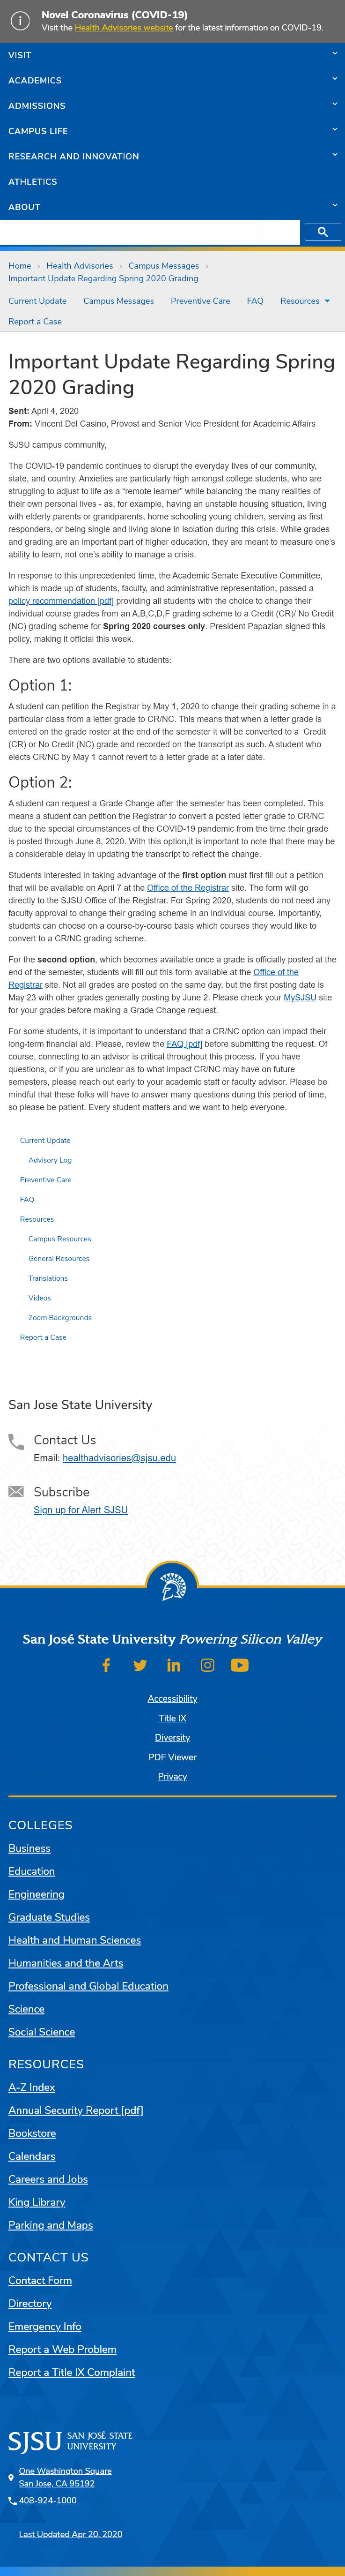 Novel Coronavirus (COVID-19)
Visit the Health Advisories website for the latest information on COVID-19.
VISIT
ACADEMICS
ADMISSIONS
CAMPUS LIFE
RESEARCH AND INNOVATION
ATHLETICS
ABOUT
Home › Health Advisories › Campus Messages ›
Important Update Regarding Spring 2020 Grading
Current Update Campus Messages Preventive Care FAQ Resources
Report a Case
Important Update Regarding Spring
2020 Grading
Sent: April 4, 2020
From: Vincent Del Casino, Provost and Senior Vice President for Academic Affairs
SJSU campus community,
The COVID-19 pandemic continues to disrupt the everyday lives of our community,
state, and country. Anxieties are particularly high amongst college students, who are
struggling to adjust to life as a "remote learner" while balancing the many realities of
their own personal lives - as, for example, having an unstable housing situation, living
with elderly parents or grandparents, home schooling young children, serving as first
responders, or being single and living alone in isolation during this crisis. While grades
and grading are an important part of higher education, they are meant to measure one's
ability to learn, not one's ability to manage a crisis.
In response to this unprecedented time, the Academic Senate Executive Committee,
which is made up of students, faculty, and administrative representation, passed a
policy recommendation [pdf] providing all students with the choice to change their
individual course grades from an A,B,C,D,F grading scheme to a Credit (CR)/ No Credit
(NC) grading scheme for Spring 2020 courses only. President Papazian signed this
policy, making it official this week.
There are two options available to students:
Option 1:
A student can petition the Registrar by May 1, 2020 to change their grading scheme in a
particular class from a letter grade to CR/NC. This means that when a letter grade is
entered on the grade roster at the semester end of it will be converted to a Credit
(CR) or No Credit (NC) grade and recorded on the transcript as such. A student who
elects CR/NC by May 1 cannot revert to a letter grade at a later date.
Option 2:
A student can request a Grade Change after the semester has been completed. This
means a student can petition the Registrar to convert a posted letter grade to CR/NC
due to the special circumstances of the COVID-19 pandemic from the time their grade
is posted through June 8, 2020. With this option,it is important to note that there may be
a considerable delay in updating the transcript to reflect the change.
Students interested in taking advantage of the first option must first fill out a petition
that will be available on April 7 at the Office of the Registrar site. The form will go
directly to the SJSU Office of the Registrar. For Spring 2020, students do not need any
faculty approval to change their grading scheme in an individual course. Importantly,
students can choose on a course-by-course basis which courses they would like to
convert to a CR/NC grading scheme.
For the second option, which becomes available once a grade is officially posted at the
end of the semester, students will fill out this form available at the Office of the
Registrar site. Not all grades are posted on the same day, but the first posting date is
May 23 with other grades generally posting by June 2. Please check your MySJSU site
for your grades before making a Grade Change request.
For some students, it is important to understand that a CR/NC option can impact their
long-term financial aid. Please, review the FAQ [pdf] before submitting the request. Of
course, connecting to an advisor is critical throughout this process. If you have
questions, or if you are unclear as to what impact CR/NC may have on future
semesters, please reach out early to your academic staff or faculty advisor. Please be
mindful that these folks will have to answer many questions during this period of time,
so please be patient. Every student matters and we want to help everyone.
Current Update
Advisory Log
Preventive Care
FAQ
Resources
Campus Resources
General Resources
Translations
Videos
Zoom Backgrounds
Report a Case
San Jose State University
Contact Us
Email: healthadvisories@sjsu.edu
Subscribe
Sign up for Alert SJSU
San José State University Powering Silicon Valley
Accessibility
Title IX
Diversity
PDF Viewer
Privacy
COLLEGES
Business
Education
Engineering
Graduate Studies
Health and Human Sciences
Humanities and the Arts
Professional and Global Education
Science
Social Science
RESOURCES
A-Z Index
Annual Security Report [pdf]
Bookstore
Calendars
Careers and Jobs
King Library
Parking and Maps
CONTACT US
Contact Form
Directory
Emergency Info
Report a Web Problem
Report a Title IX Complaint
SJSU SAN JOSÉ STATE
UNIVERSITY
One Washington Square
San Jose, CA 95192
408-924-1000
Last Updated Apr 20, 2020